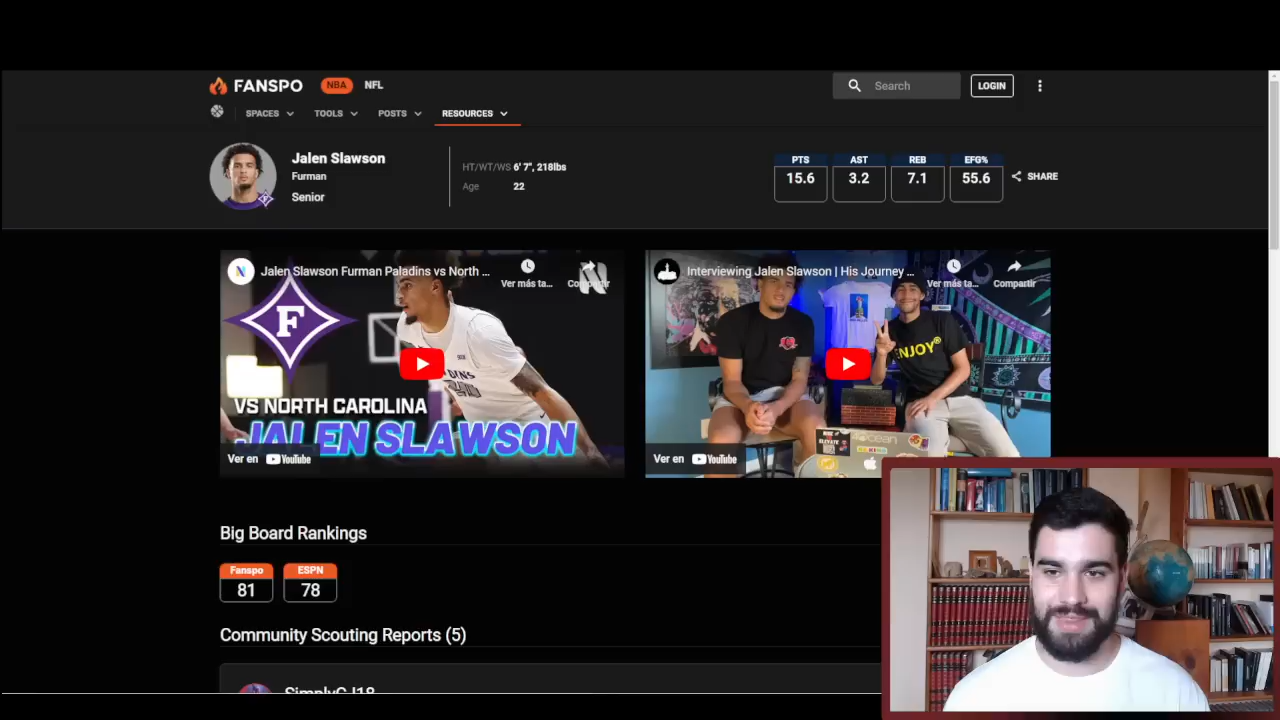 FANSPO NBA NFL Search LOGIN
SPACES TOOLS POSTS RESOURCES
Jalen Slawson
Furman
Senior
HT/WT/WS 6' 7", 218lbs
Age 22
PTS AST REB EFG%
15.6 3.2 7.1 55.6
SHARE
Jalen Slawson Furman Paladins vs North ...
Ver más ta...
Compartir
F
VS NORTH CAROLINA
JALEN SLAWSON
Ver en YouTube
Interviewing Jalen Slawson | His Journey ...
Ver más ta...
Compartir
ENJOY
Ver en YouTube
Big Board Rankings
Fanspo ESPN
81 78
Community Scouting Reports (5)